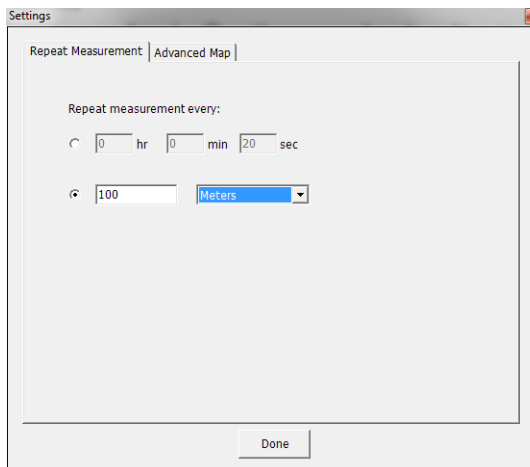 Settings
Repeat Measurement Advanced Map
Repeat measurement every:
0 hr 0 min 20 sec
100 Meters
Done